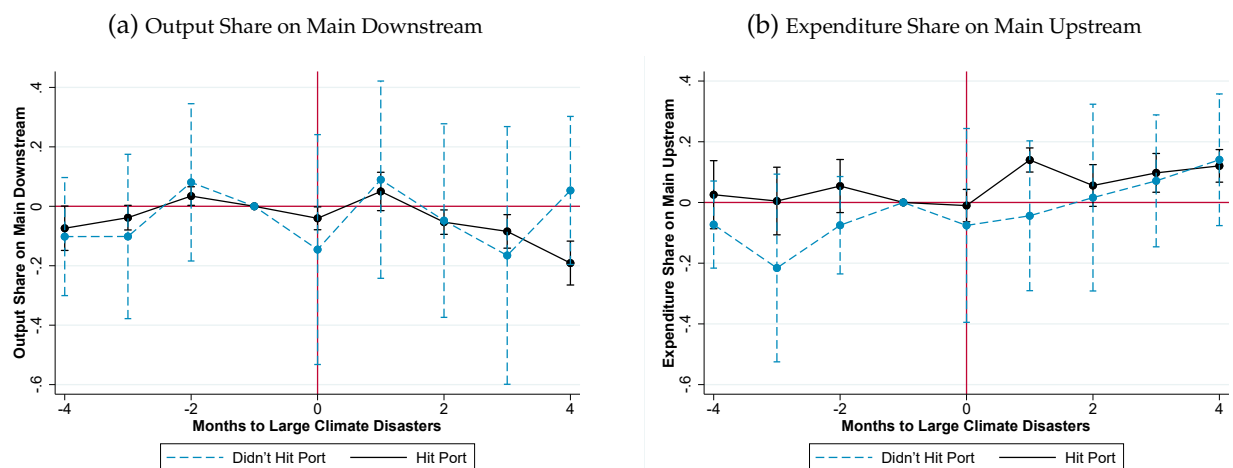 (a) Output Share on Main Downstream
Output Share on Main Downstream
.4
.2
0
-.2
-.4
-.6
-4
-2
0
2
4
Months to Large Climate Disasters
Didn't Hit Port
Hit Port
(b) Expenditure Share on Main Upstream
Expenditure Share on Main Upstream
.4
.2
0
-.2
-.4
-.6
-4
-2
0
2
4
Months to Large Climate Disasters
Didn't Hit Port
Hit Port